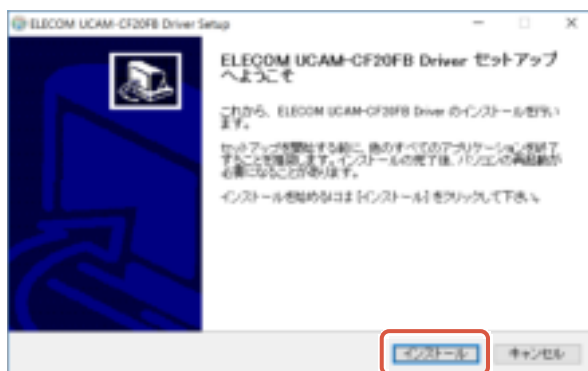 ELECOM UCAM-CF20FB Driver Setup
ELECOM UCAM-CF20FB Driver セットアップ
へようこそ
これから、ELECOM UCAM-CF20FB Driver のインストールを行い
ます。
セットアップを開始する前に、他のすべてのアプリケーションを終了
することを推奨します。インストールの完了後、パソコンの再起動が
必要になることがあります。
インストールを始めるには [インストール] をクリックして下さい。
インストール
キャンセル